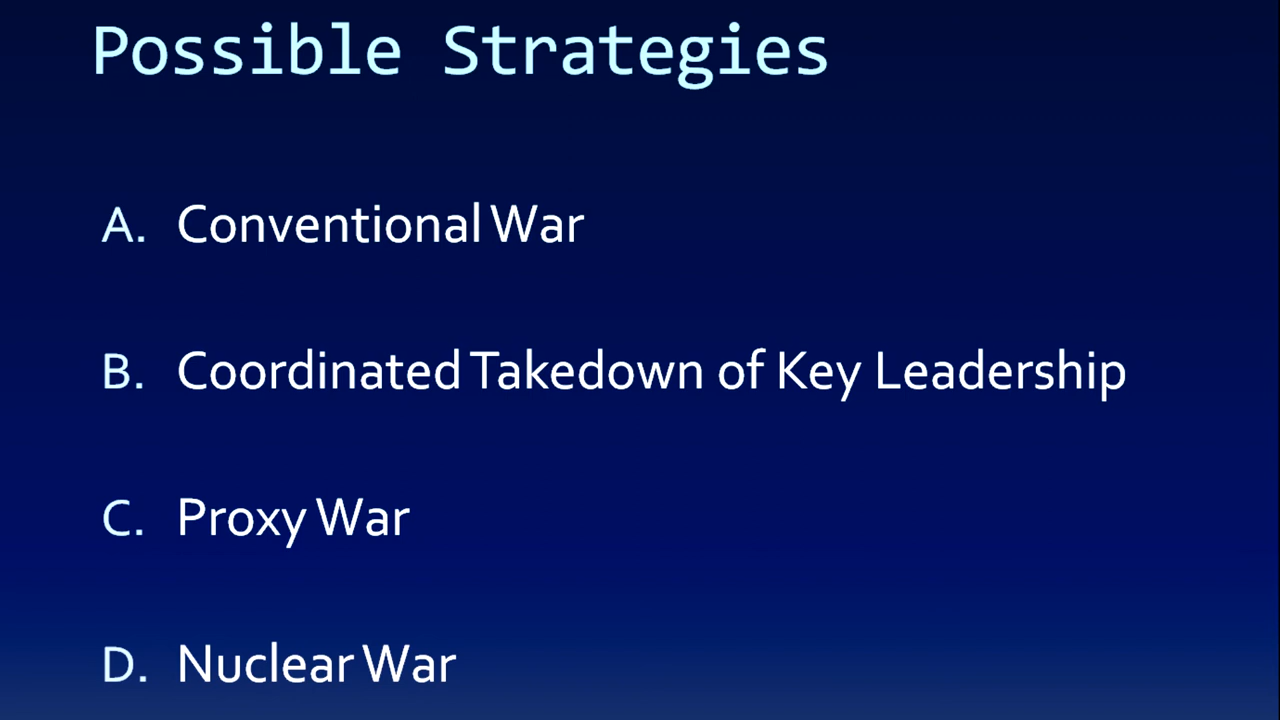 Possible Strategies
A. Conventional War
B. Coordinated Takedown of Key Leadership
C. Proxy War
D. Nuclear War